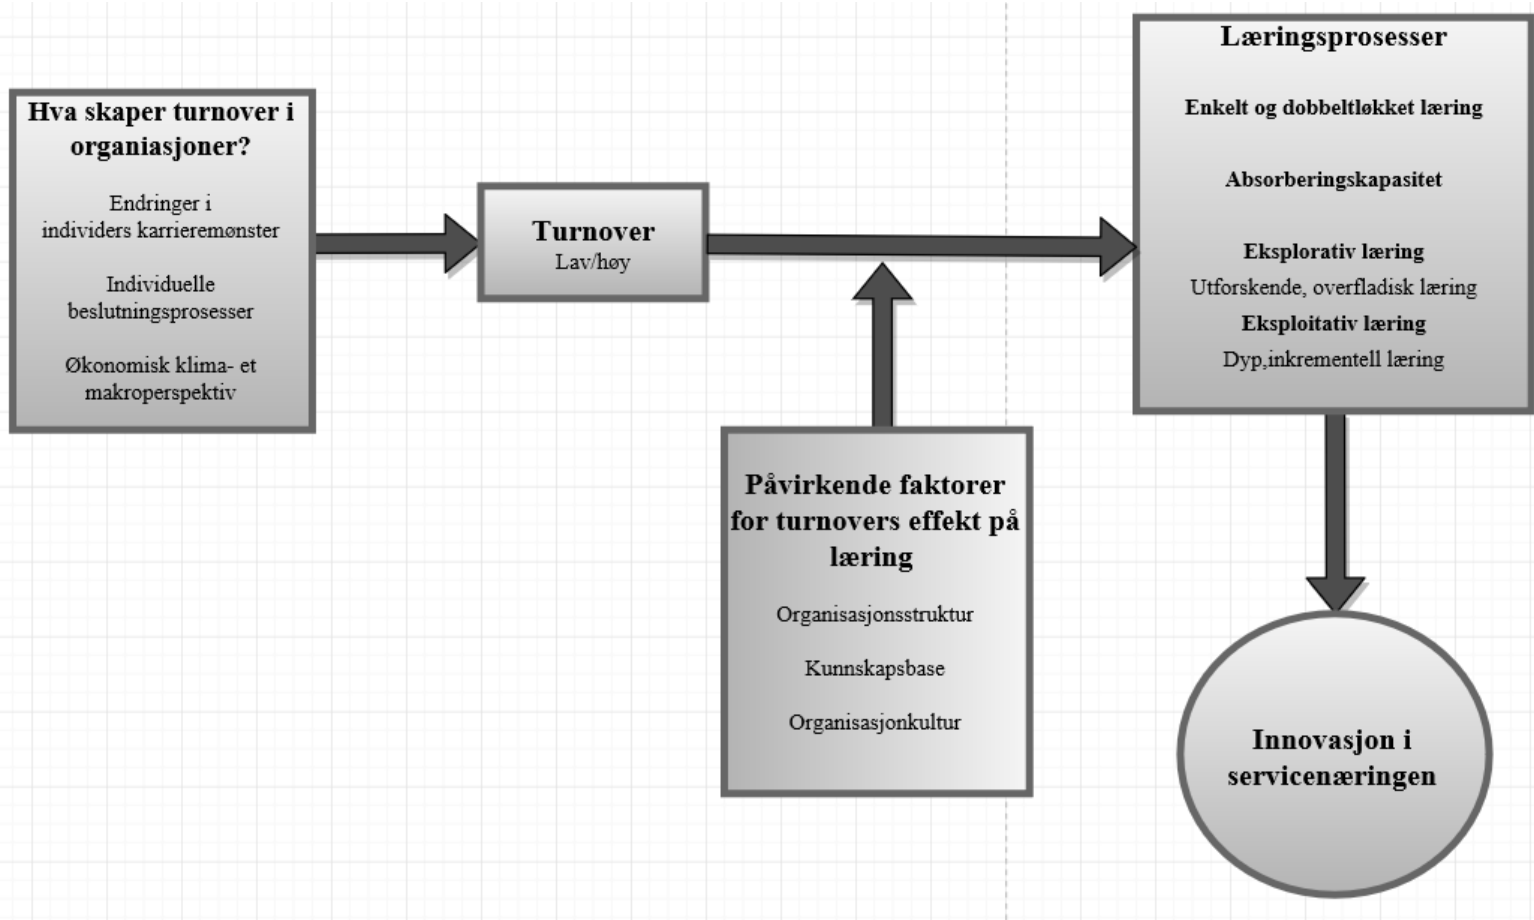 Hva skaper turnover i
organiasjoner?
Endringer i
individers karrieremønster
Individuelle
beslutningsprosesser
Økonomisk klima- et
makroperspektiv
Turnover
Lav/høy
Påvirkende faktorer
for turnovers effekt på
læring
Organisasjonsstruktur
Kunnskapsbase
Organisasjonkultur
Læringsprosesser
Enkelt og dobbeltløkket læring
Absorberingskapasitet
Eksplorativ læring
Utforskende, overfladisk læring
Eksploitativ læring
Dyp,inkrementell læring
Innovasjon i
servicenæringen